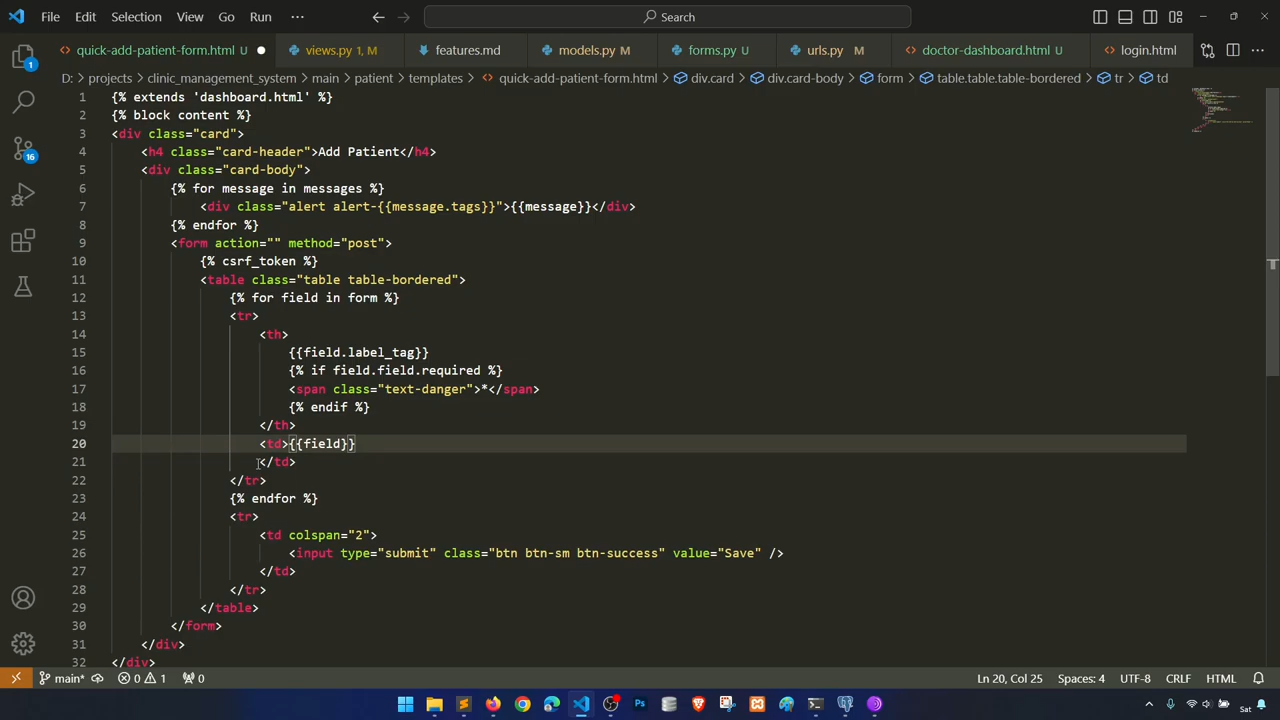 File Edit Selection View Go Run ··· Search
quick-add-patient-form.html U views.py 1, M features.md models.py M forms.py U urls.py M doctor-dashboard.html U login.html
D: > projects > clinic_management_system > main > patient > templates > quick-add-patient-form.html > div.card > div.card-body > form > table.table.table-bordered > tr > td
1 {% extends 'dashboard.html' %}
2 {% block content %}
3 <div class="card">
4 <h4 class="card-header">Add Patient</h4>
5 <div class="card-body">
6 {% for message in messages %}
7 <div class="alert alert-{{message.tags}}">{{message}}</div>
8 {% endfor %}
9 <form action="" method="post">
10 {% csrf_token %}
11 <table class="table table-bordered">
12 {% for field in form %}
13 <tr>
14 <th>
15 {{field.label_tag}}
16 {% if field.field.required %}
17 <span class="text-danger">*</span>
18 {% endif %}
19 </th>
20 <td>{{field}}
21 </td>
22 </tr>
23 {% endfor %}
24 <tr>
25 <td colspan="2">
26 <input type="submit" class="btn btn-sm btn-success" value="Save" />
27 </td>
28 </tr>
29 </table>
30 </form>
31 </div>
32 </div>
1
16
main* 0 1 0 Ln 20, Col 25 Spaces: 4 UTF-8 CRLF HTML
Ps
Sat